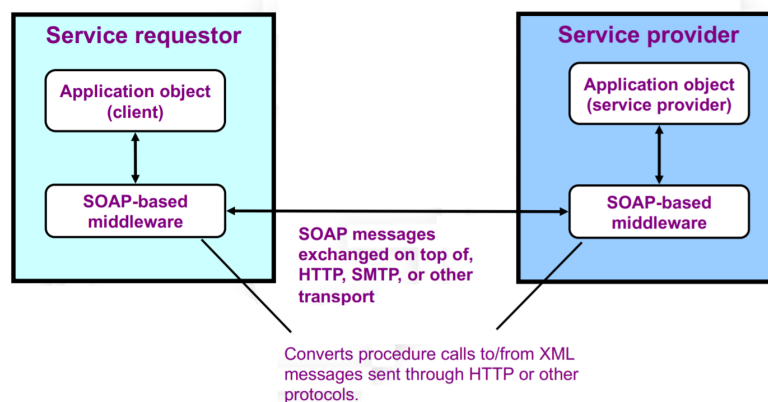 Service requestor
Application object
(client)
SOAP-based
middleware
Service provider
Application object
(service provider)
SOAP-based
middleware
SOAP messages
exchanged on top of,
HTTP, SMTP, or other
transport
Converts procedure calls to/from XML
messages sent through HTTP or other
protocols.